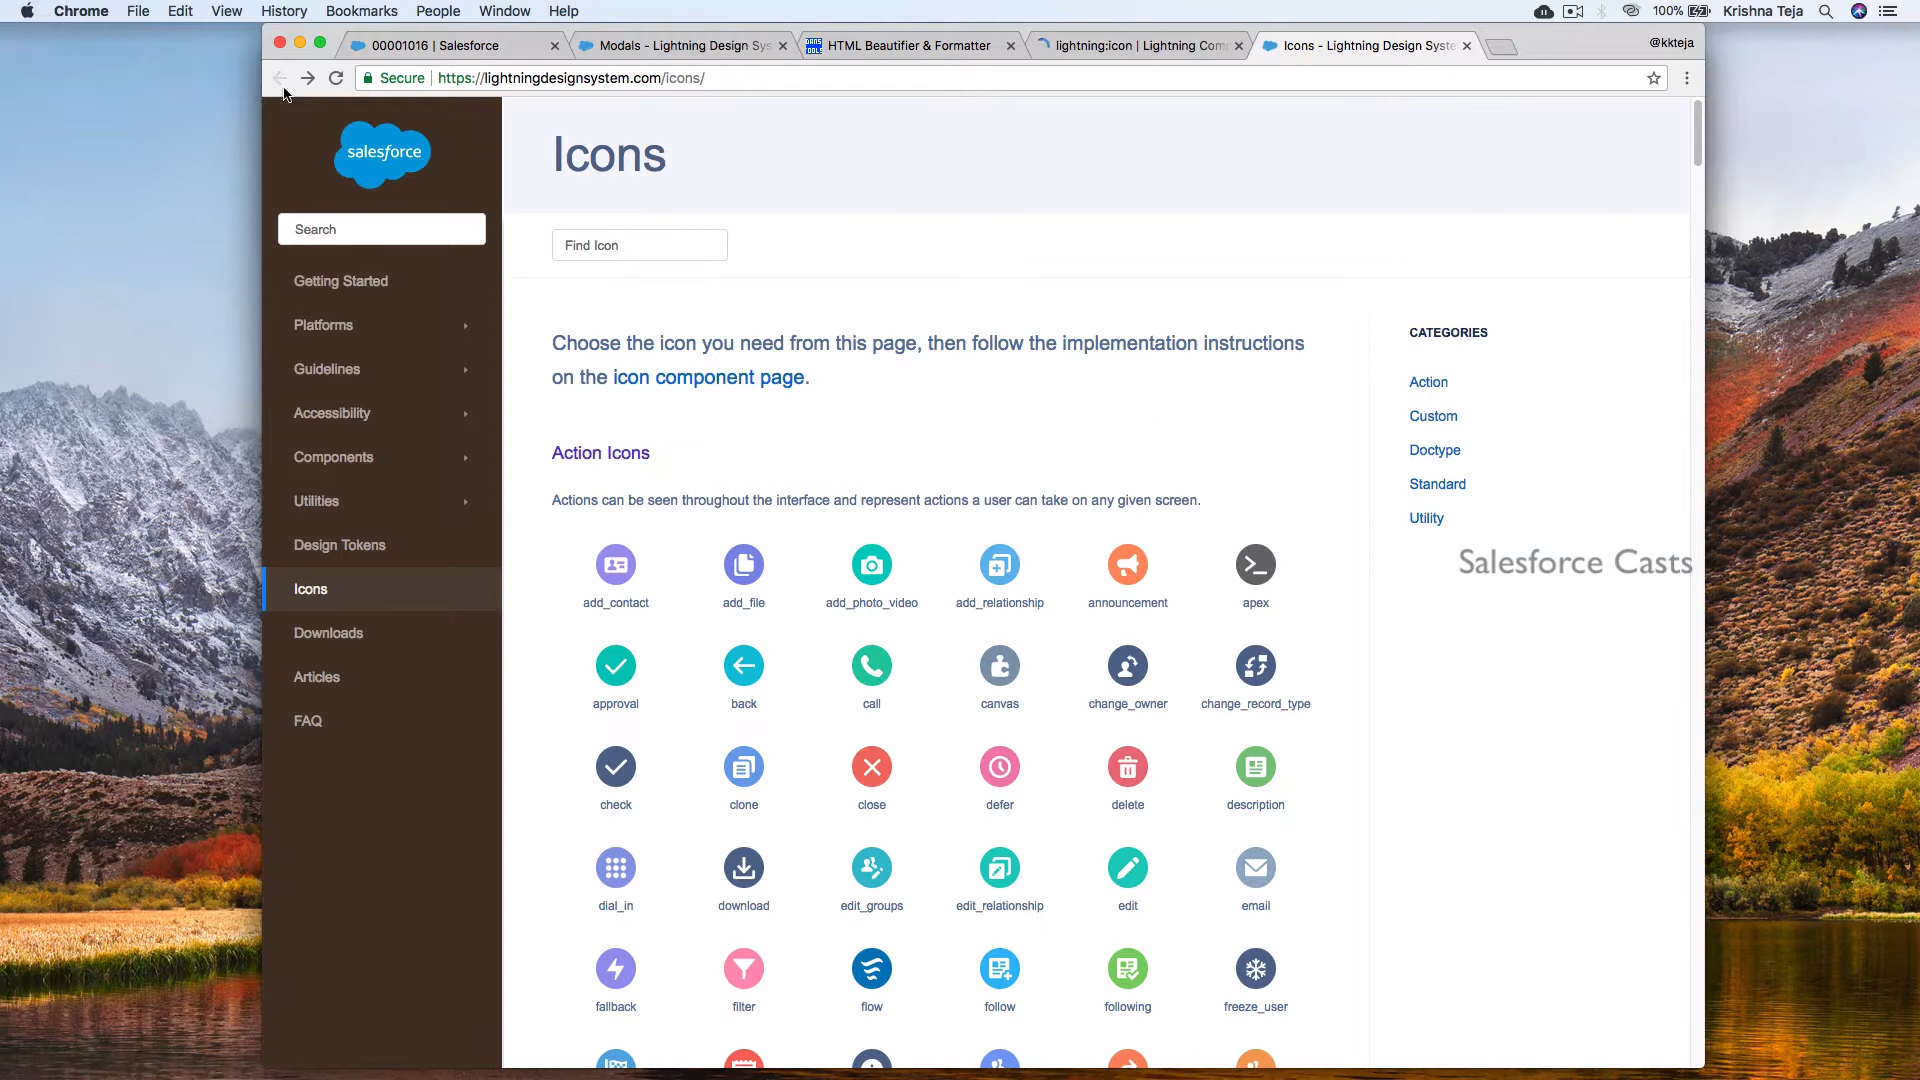 Chrome File Edit View History Bookmarks People Window Help 100% Krishna Teja
00001016 | Salesforce Modals - Lightning Design Sys HTML Beautifier & Formatter lightning:icon | Lightning Com Icons - Lightning Design Syste @kkteja
Secure https://lightningdesignsystem.com/icons/
salesforce
Search
Getting Started
Platforms
Guidelines
Accessibility
Components
Utilities
Design Tokens
Icons
Downloads
Articles
FAQ
Icons
Find Icon
Choose the icon you need from this page, then follow the implementation instructions
on the icon component page.
Action Icons
Actions can be seen throughout the interface and represent actions a user can take on any given screen.
add_contact add_file add_photo_video add_relationship announcement apex
approval back call canvas change_owner change_record_type
check clone close defer delete description
dial_in download edit_groups edit_relationship edit email
fallback filter flow follow following freeze_user
CATEGORIES
Action
Custom
Doctype
Standard
Utility
Salesforce Casts